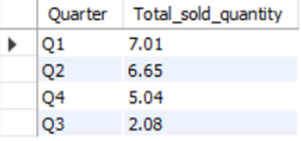 Quarter Total_sold_quantity
Q1 7.01
Q2 6.65
Q4 5.04
Q3 2.08